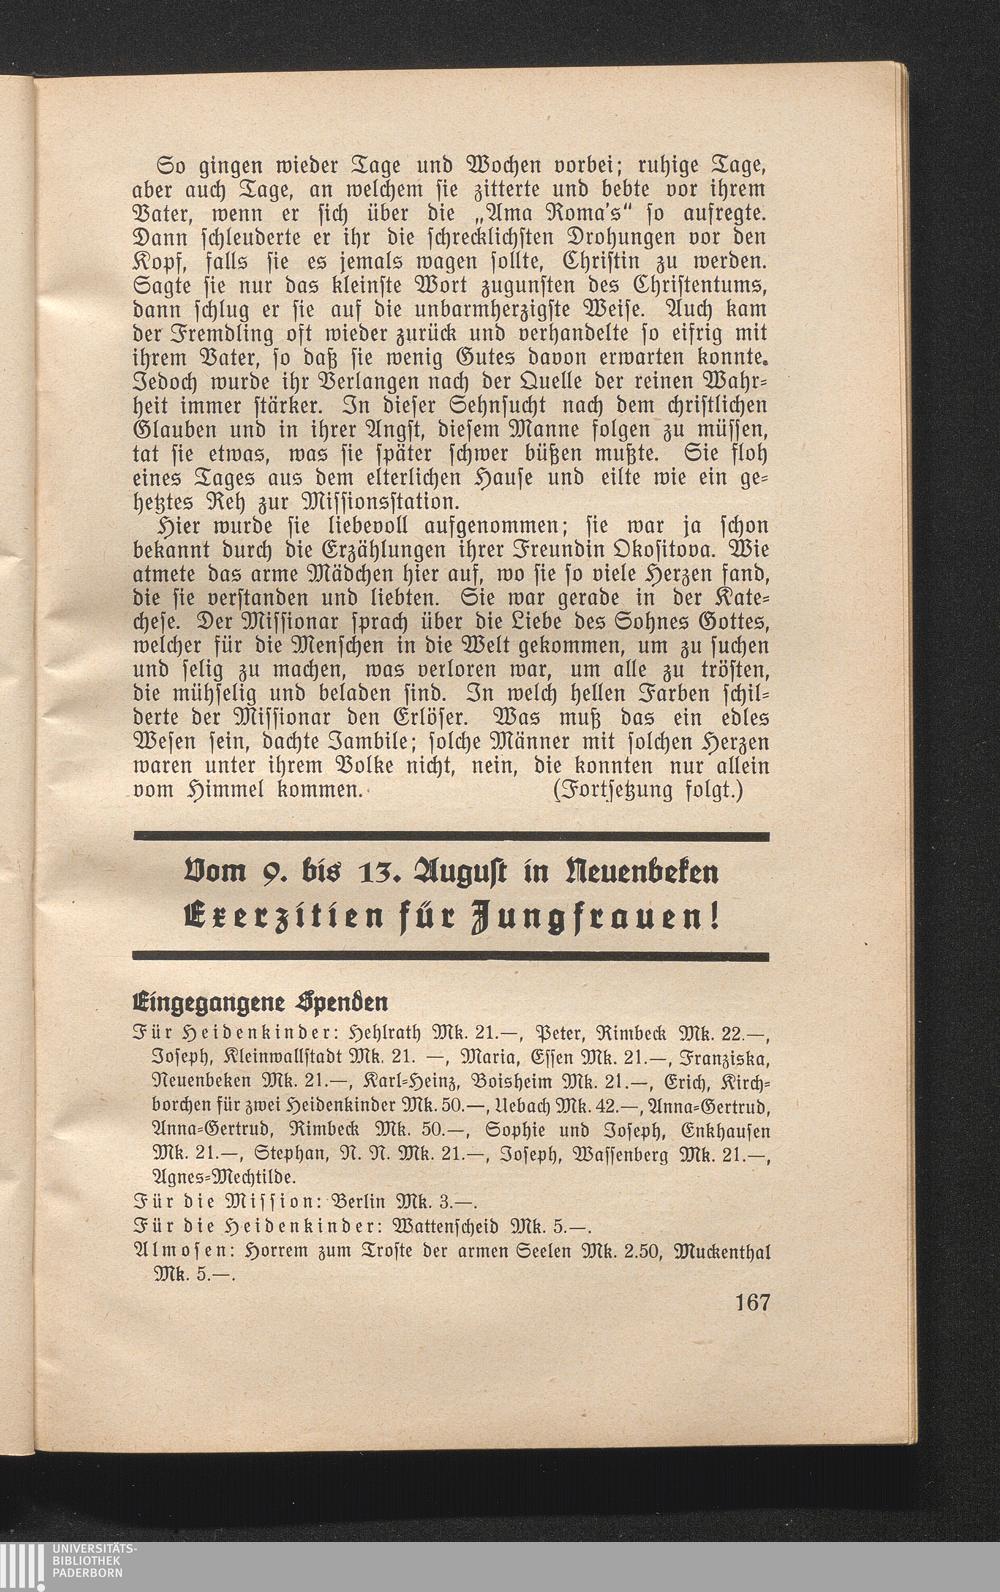 So gingen wieder Tage und Wochen vorbei; ruhige Tage,
aber auch Tage, an welchem sie zitterte und bebte vor ihrem
Vater, wenn er sich über die „Ama Roma's“ so aufregte.
Dann schleuderte er ihr die schrecklichsten Drohungen vor den
Kopf, falls sie es jemals wagen sollte, Christin zu werden.
Sagte sie nur das kleinste Wort zugunsten des Christentums,
dann schlug er sie auf die unbarmherzigste Weise. Auch kam
der Fremdling oft wieder zurück und verhandelte so eifrig mit
ihrem Vater, so daß sie wenig Gutes davon erwarten konnte.
Jedoch wurde ihr Verlangen nach der Quelle der reinen Wahr-
heit immer stärker. In dieser Sehnsucht nach dem christlichen
Glauben und in ihrer Angst, diesem Manne folgen zu müssen,
tat sie etwas, was sie später schwer büßen mußte. Sie floh
eines Tages aus dem elterlichen Hause und eilte wie ein ge-
hetztes Reh zur Missionsstation.
Hier wurde sie liebevoll aufgenommen; sie war ja schon
bekannt durch die Erzählungen ihrer Freundin Okositova. Wie
atmete das arme Mädchen hier auf, wo sie so viele Herzen fand,
die sie verstanden und liebten. Sie war gerade in der Kate-
chese. Der Missionar sprach über die Liebe des Sohnes Gottes,
welcher für die Menschen in die Welt gekommen, um zu suchen
und selig zu machen, was verloren war, um alle zu trösten,
die mühselig und beladen sind. In welch hellen Farben schil-
derte der Missionar den Erlöser. Was muß das ein edles
Wesen sein, dachte Jambile; solche Männer mit solchen Herzen
waren unter ihrem Volke nicht, nein, die konnten nur allein
vom Himmel kommen. (Fortsetzung folgt.)
Vom 9. bis 13. August in Neuenbeken
Exerzitien für Jungfrauen!
Eingegangene Spenden
Für Heidenkinder: Hehlrath Mk. 21.—, Peter, Rimbeck Mk. 22.—,
Joseph, Kleinwallstadt Mk. 21. —, Maria, Essen Mk. 21.—, Franziska,
Neuenbeken Mk. 21.—, Karl-Heinz, Boisheim Mk. 21.—, Erich, Kirch-
borchen für zwei Heidenkinder Mk. 50.—, Uebach Mk. 42.—, Anna-Gertrud,
Anna-Gertrud, Rimbeck Mk. 50.—, Sophie und Joseph, Enkhausen
Mk. 21.—, Stephan, N. N. Mk. 21.—, Joseph, Wassenberg Mk. 21.—,
Agnes-Mechtilde.
Für die Mission: Berlin Mk. 3.—.
Für die Heidenkinder: Wattenscheid Mk. 5.—.
Almosen: Horrem zum Troste der armen Seelen Mk. 2.50, Muckenthal
Mk. 5.—.
167
UNIVERSITÄTS-
BIBLIOTHEK
PADERBORN